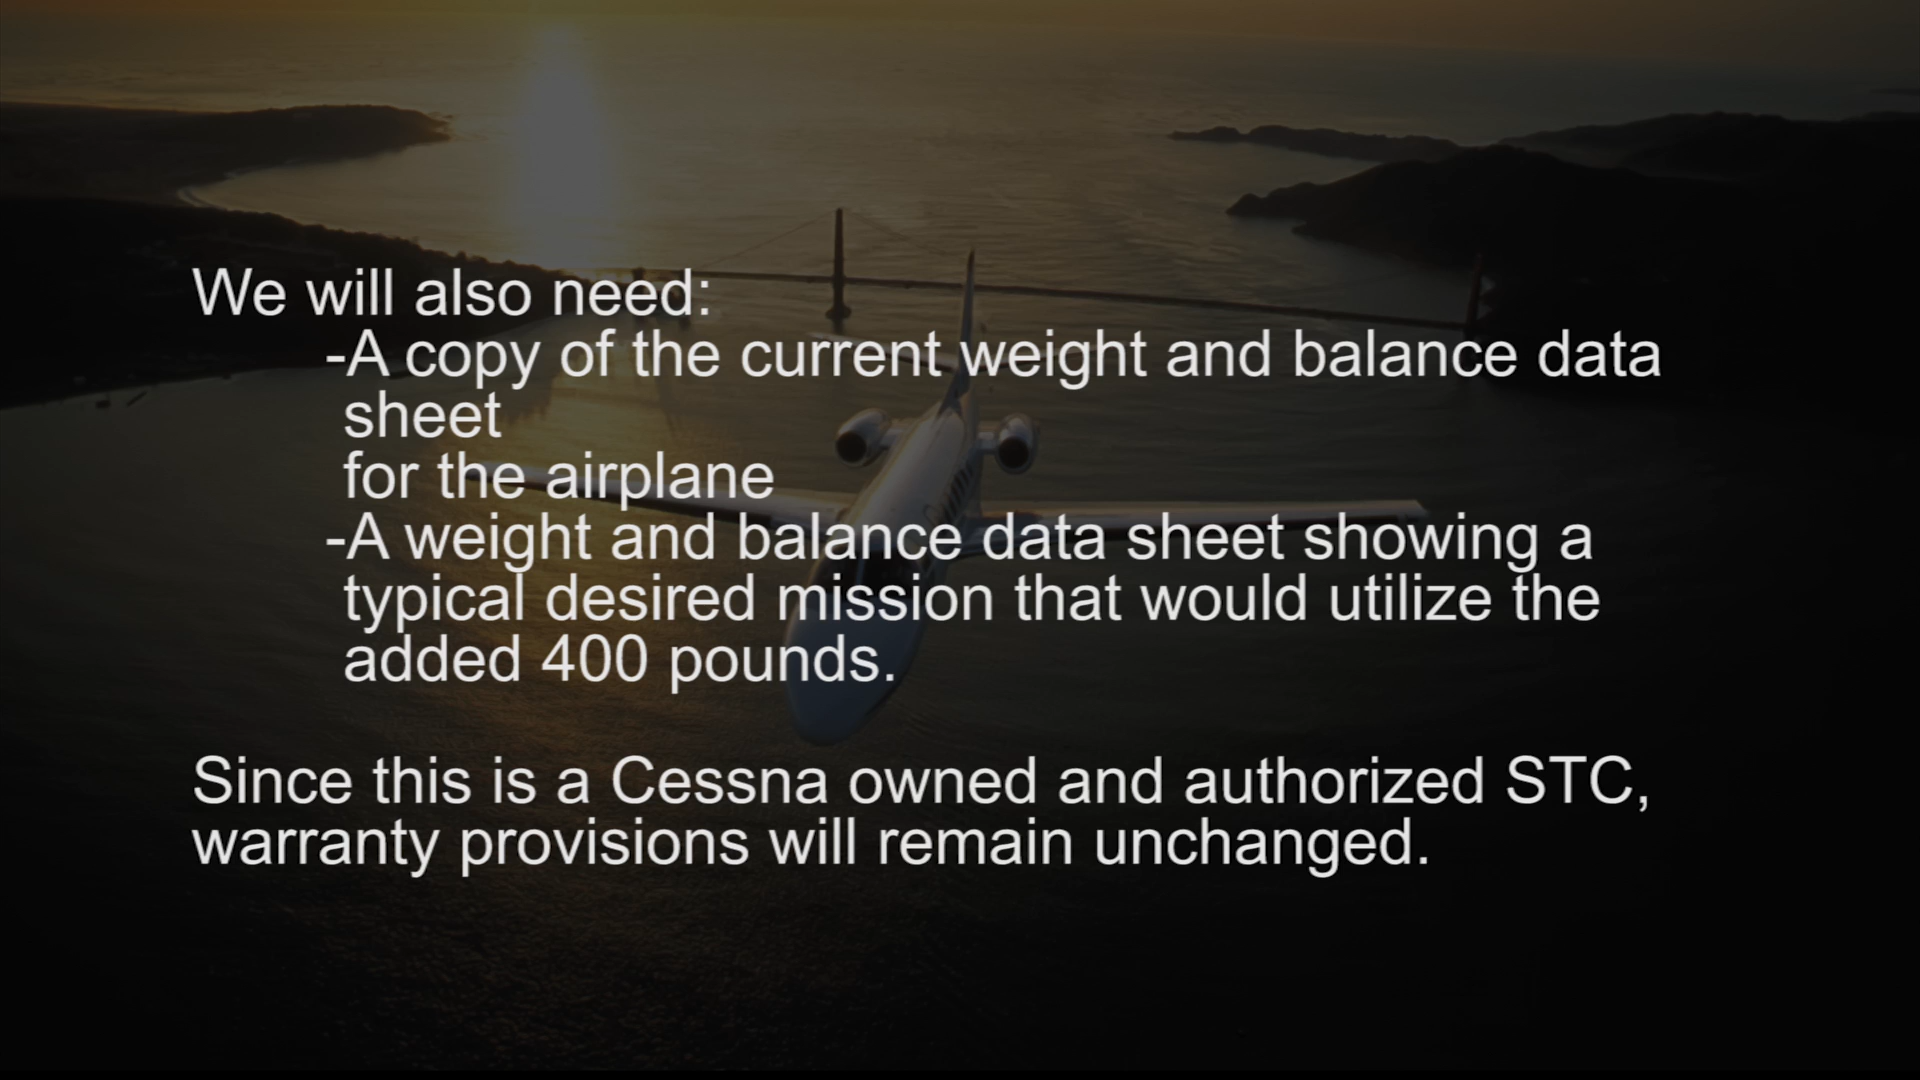 We will also need:
-A copy of the current weight and balance data
sheet
for the airplane
-A weight and balance data sheet showing a
typical desired mission that would utilize the
added 400 pounds.
Since this is a Cessna owned and authorized STC,
warranty provisions will remain unchanged.